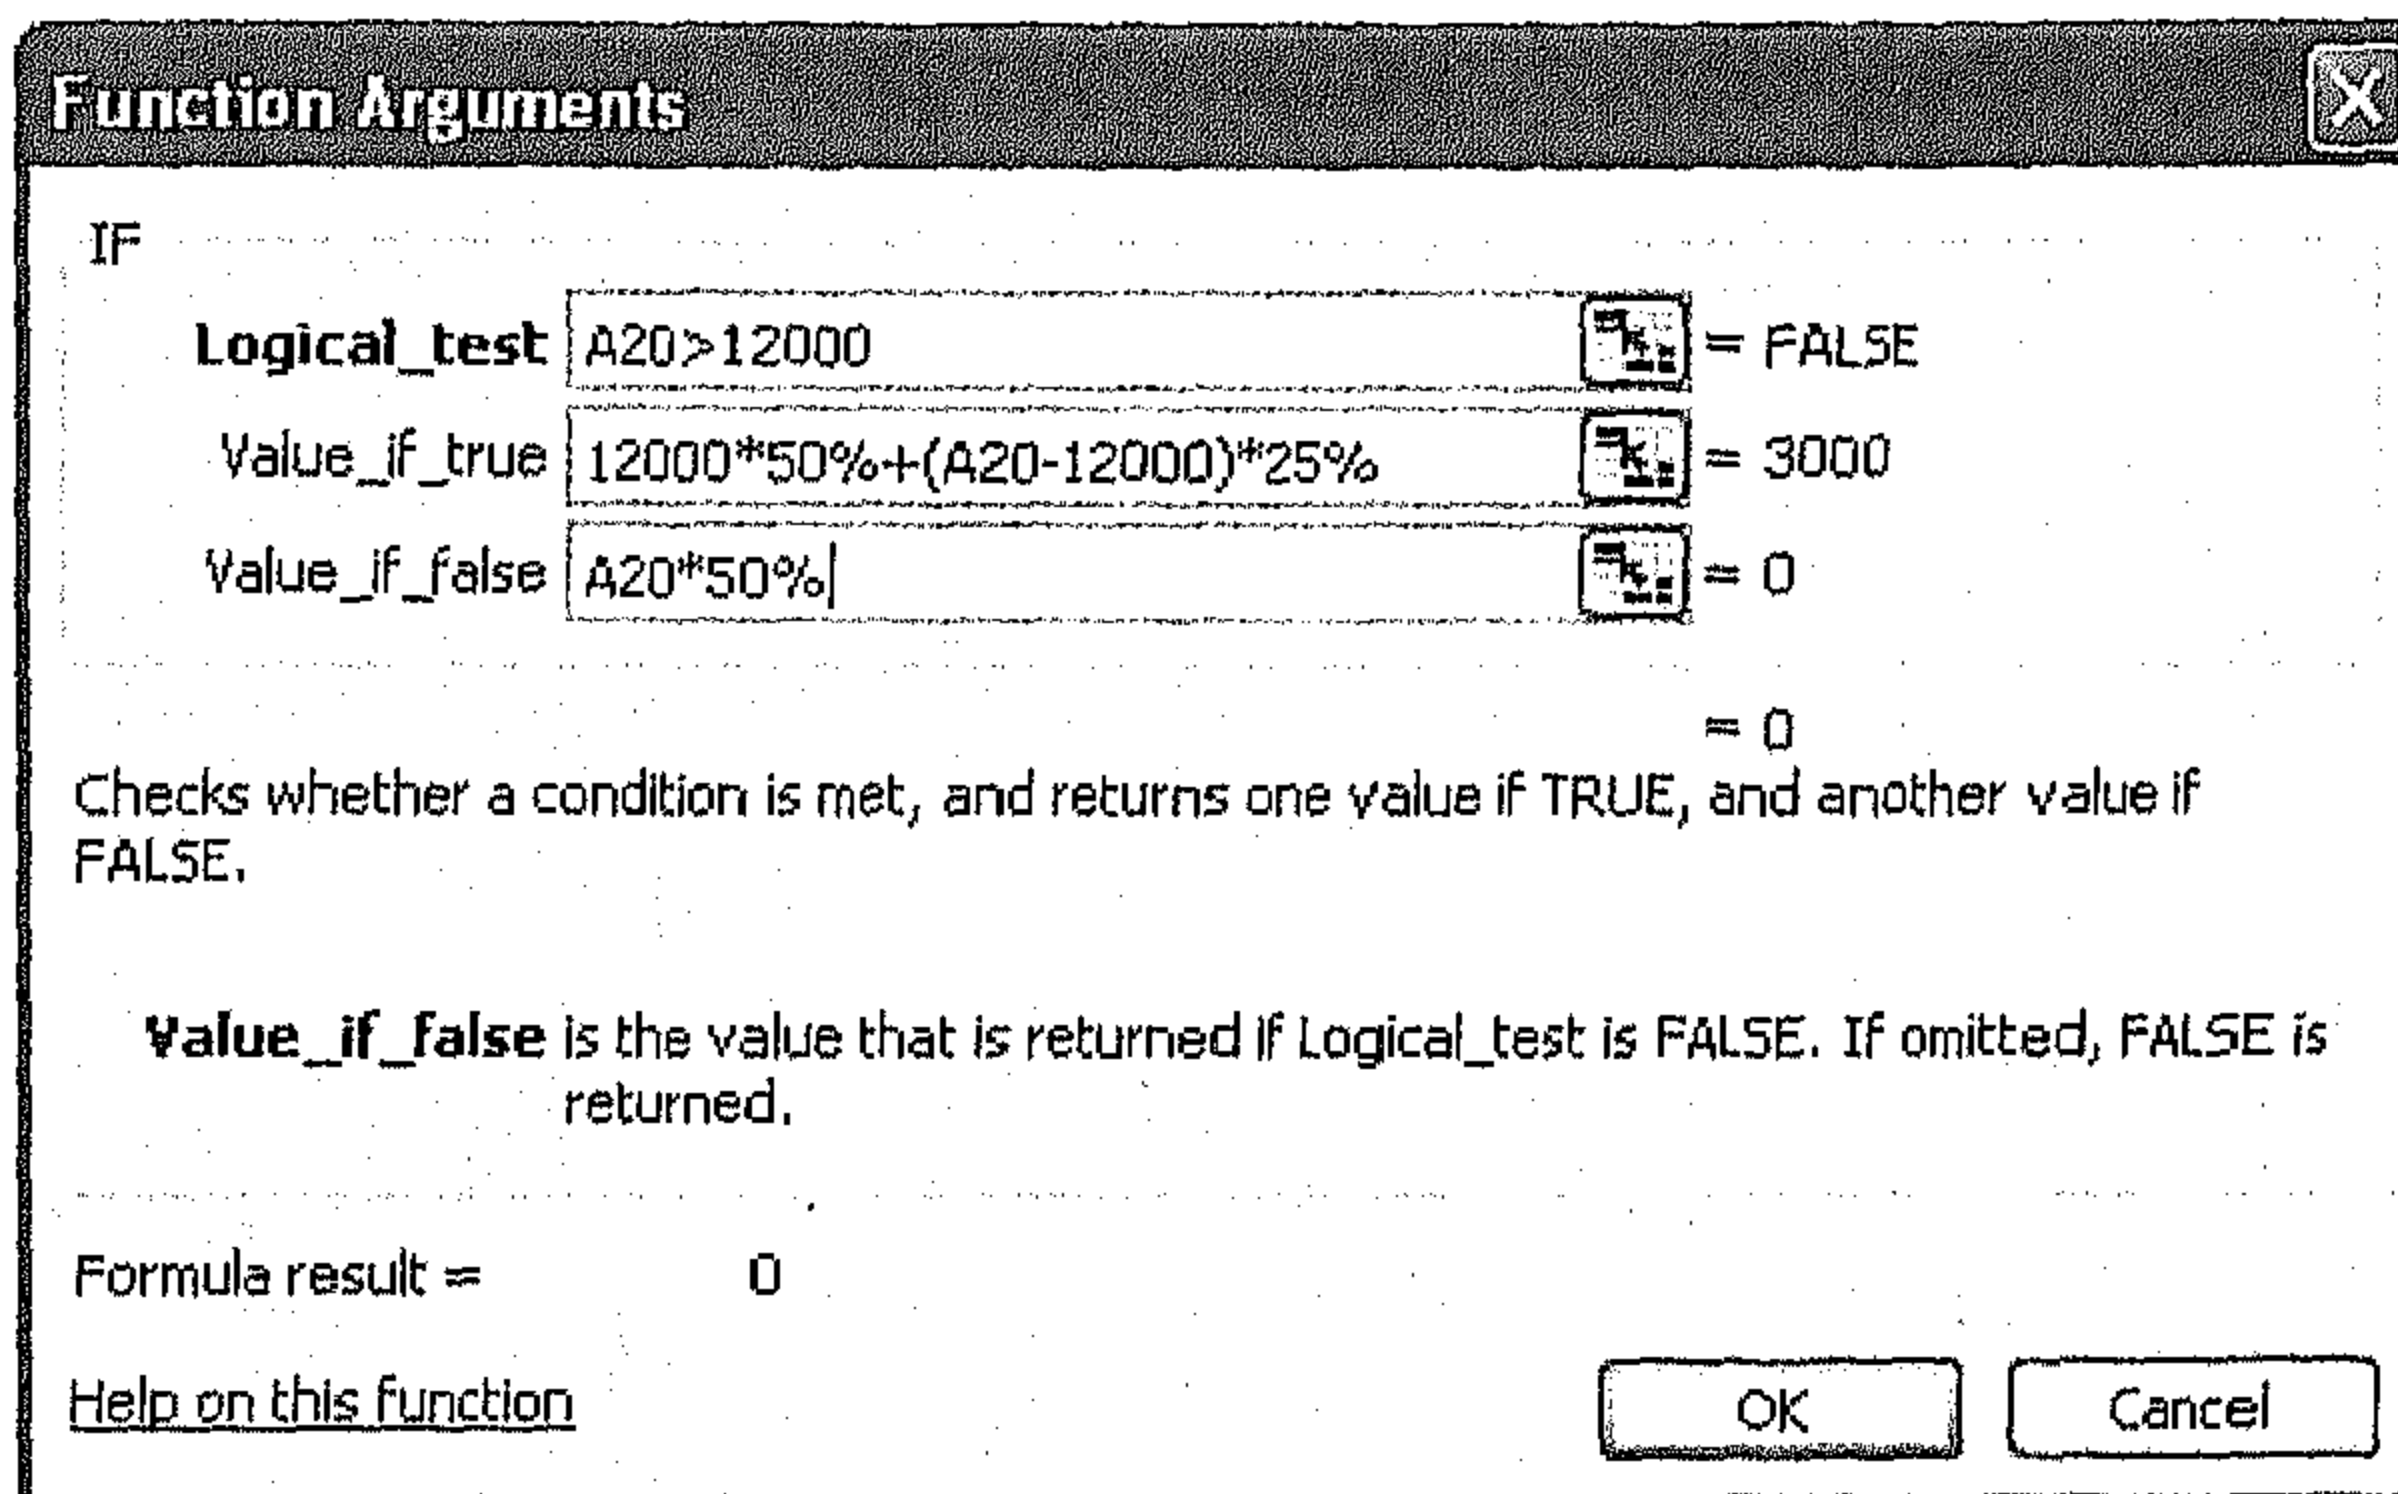 Function Arguments
IF
Logical_test A20>12000 = FALSE
Value_if_true 12000*50%+(A20-12000)*25% = 3000
Value_if_false A20*50% = 0
= 0
Checks whether a condition is met, and returns one value if TRUE, and another value if
FALSE.
Value_if_false is the value that is returned if Logical_test is FALSE. If omitted, FALSE is
returned.
Formula result = 0
Help on this function
OK Cancel